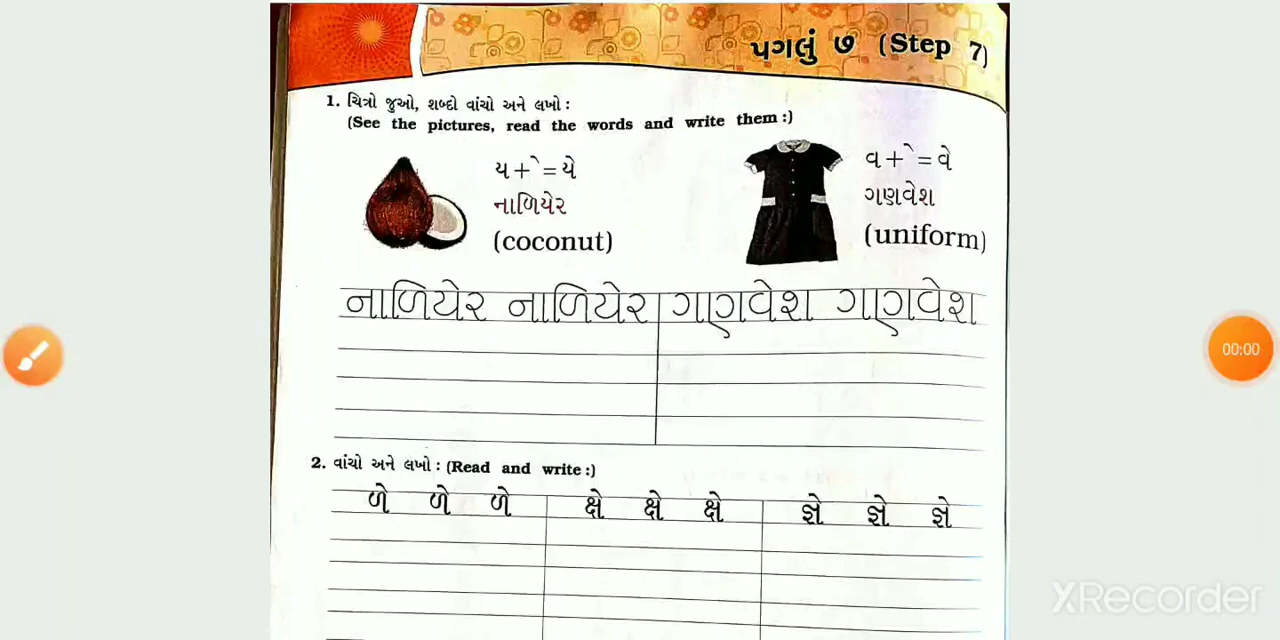 પગલું ૭ (Step 7)
1. ચિત્રો જુઓ, શબ્દો વાંચો અને લખો :
(See the pictures, read the words and write them :)
ય + ે = યે
નાળિયેર
(coconut)
વ + ે = વે
ગણવેશ
(uniform)
નાળિયેર નાળિયેર ગણવેશ ગણવેશ
2. વાંચો અને લખો : (Read and write :)
ળે ળે ળે ક્ષે ક્ષે ક્ષે જ્ઞે જ્ઞે જ્ઞે
00:00
XRecorder